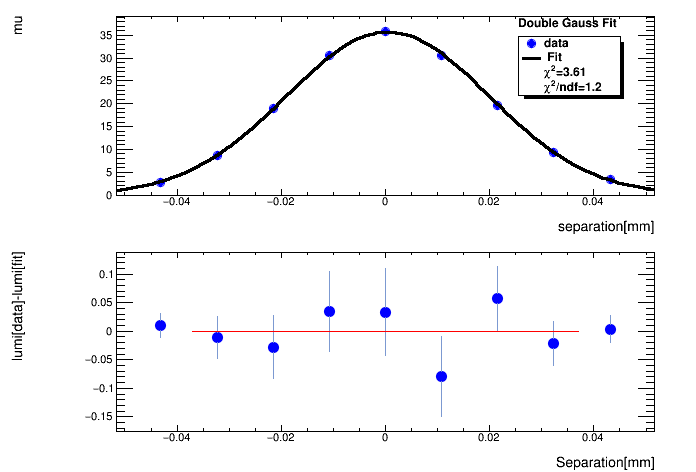 mu
Double Gauss Fit
data
Fit
χ²=3.61
χ²/ndf=1.2
35
30
25
20
15
10
5
0
−0.04 −0.02 0 0.02 0.04
separation[mm]
lumi[data]-lumi[fit]
0.1
0.05
0
−0.05
−0.1
−0.15
−0.04 −0.02 0 0.02 0.04
Separation[mm]